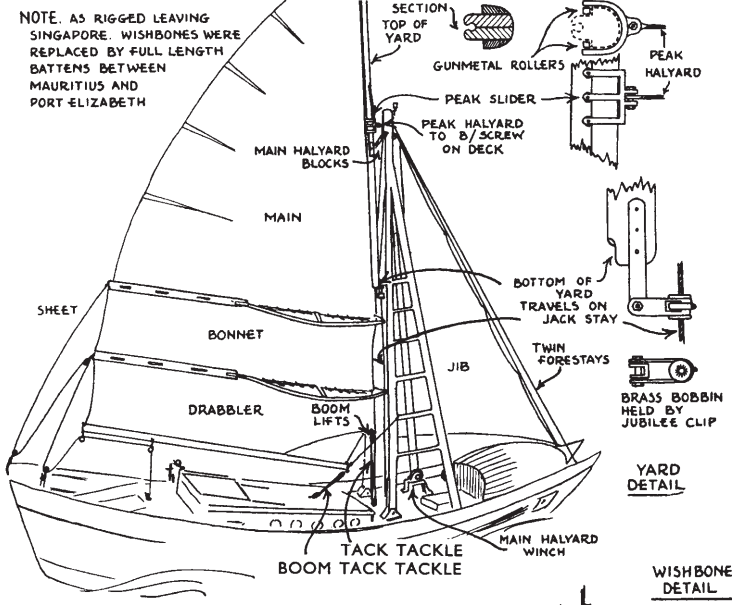 NOTE. AS RIGGED LEAVING
SINGAPORE. WISHBONES WERE
REPLACED BY FULL LENGTH
BATTENS BETWEEN
MAURITIUS AND
PORT ELIZABETH
SECTION
TOP OF
YARD
GUNMETAL ROLLERS
PEAK
HALYARD
PEAK SLIDER
PEAK HALYARD
TO B/SCREW
ON DECK
MAIN HALYARD
BLOCKS
MAIN
BOTTOM OF
YARD
TRAVELS ON
JACK STAY
SHEET
BONNET
JIB
TWIN
FORESTAYS
BRASS BOBBIN
HELD BY
JUBILEE CLIP
DRABBLER
BOOM
LIFTS
YARD
DETAIL
MAIN HALYARD
WINCH
TACK TACKLE
BOOM TACK TACKLE
WISHBONE
DETAIL